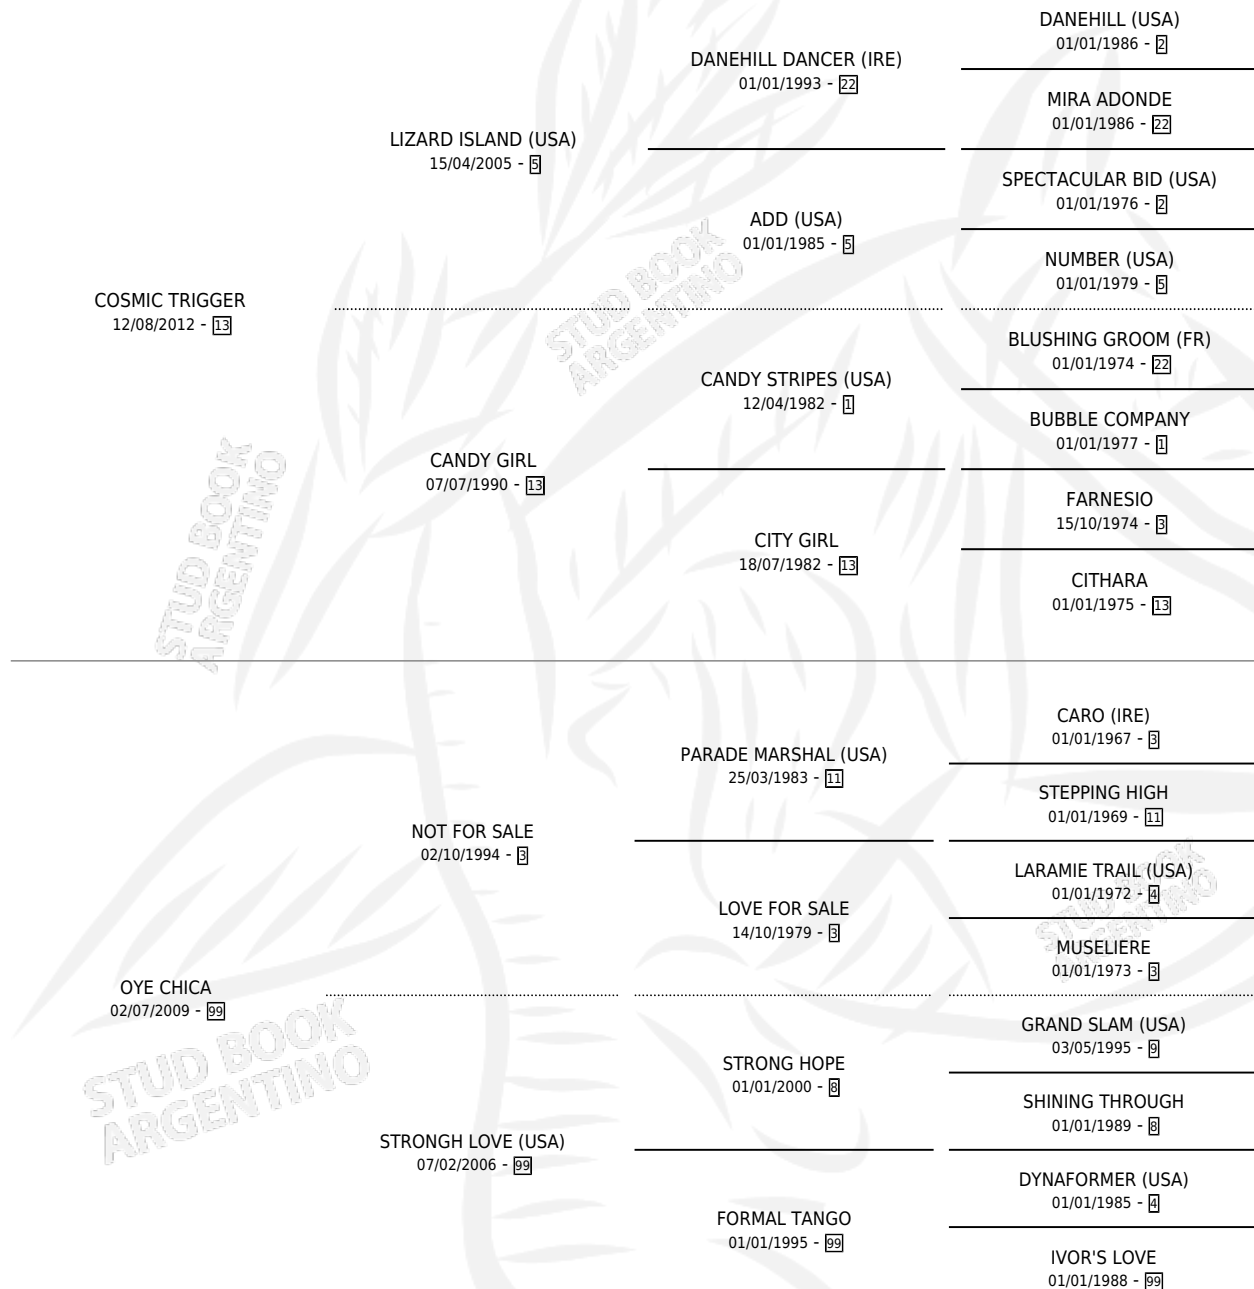 DANEHILL (USA)
01/01/1986 - 2
DANEHILL DANCER (IRE)
01/01/1993 - 22
MIRA ADONDE
01/01/1986 - 22
LIZARD ISLAND (USA)
15/04/2005 - 5
SPECTACULAR BID (USA)
01/01/1976 - 2
ADD (USA)
01/01/1985 - 5
NUMBER (USA)
01/01/1979 - 5
COSMIC TRIGGER
12/08/2012 - 13
BLUSHING GROOM (FR)
01/01/1974 - 22
CANDY STRIPES (USA)
12/04/1982 - 1
BUBBLE COMPANY
01/01/1977 - 1
CANDY GIRL
07/07/1990 - 13
FARNESIO
15/10/1974 - 3
CITY GIRL
18/07/1982 - 13
CITHARA
01/01/1975 - 13
CARO (IRE)
01/01/1967 - 3
PARADE MARSHAL (USA)
25/03/1983 - 11
STEPPING HIGH
01/01/1969 - 11
NOT FOR SALE
02/10/1994 - 3
LARAMIE TRAIL (USA)
01/01/1972 - 4
LOVE FOR SALE
14/10/1979 - 3
MUSELIERE
01/01/1973 - 3
OYE CHICA
02/07/2009 - 99
GRAND SLAM (USA)
03/05/1995 - 9
STRONG HOPE
01/01/2000 - 8
SHINING THROUGH
01/01/1989 - 8
STRONGH LOVE (USA)
07/02/2006 - 99
DYNAFORMER (USA)
01/01/1985 - 4
FORMAL TANGO
01/01/1995 - 99
IVOR'S LOVE
01/01/1988 - 99
STUD BOOK
ARGENTINO
STUD BOOK
ARGENTINO
STUD BOOK
ARGENTINO
STUD BOOK
ARGENTINO